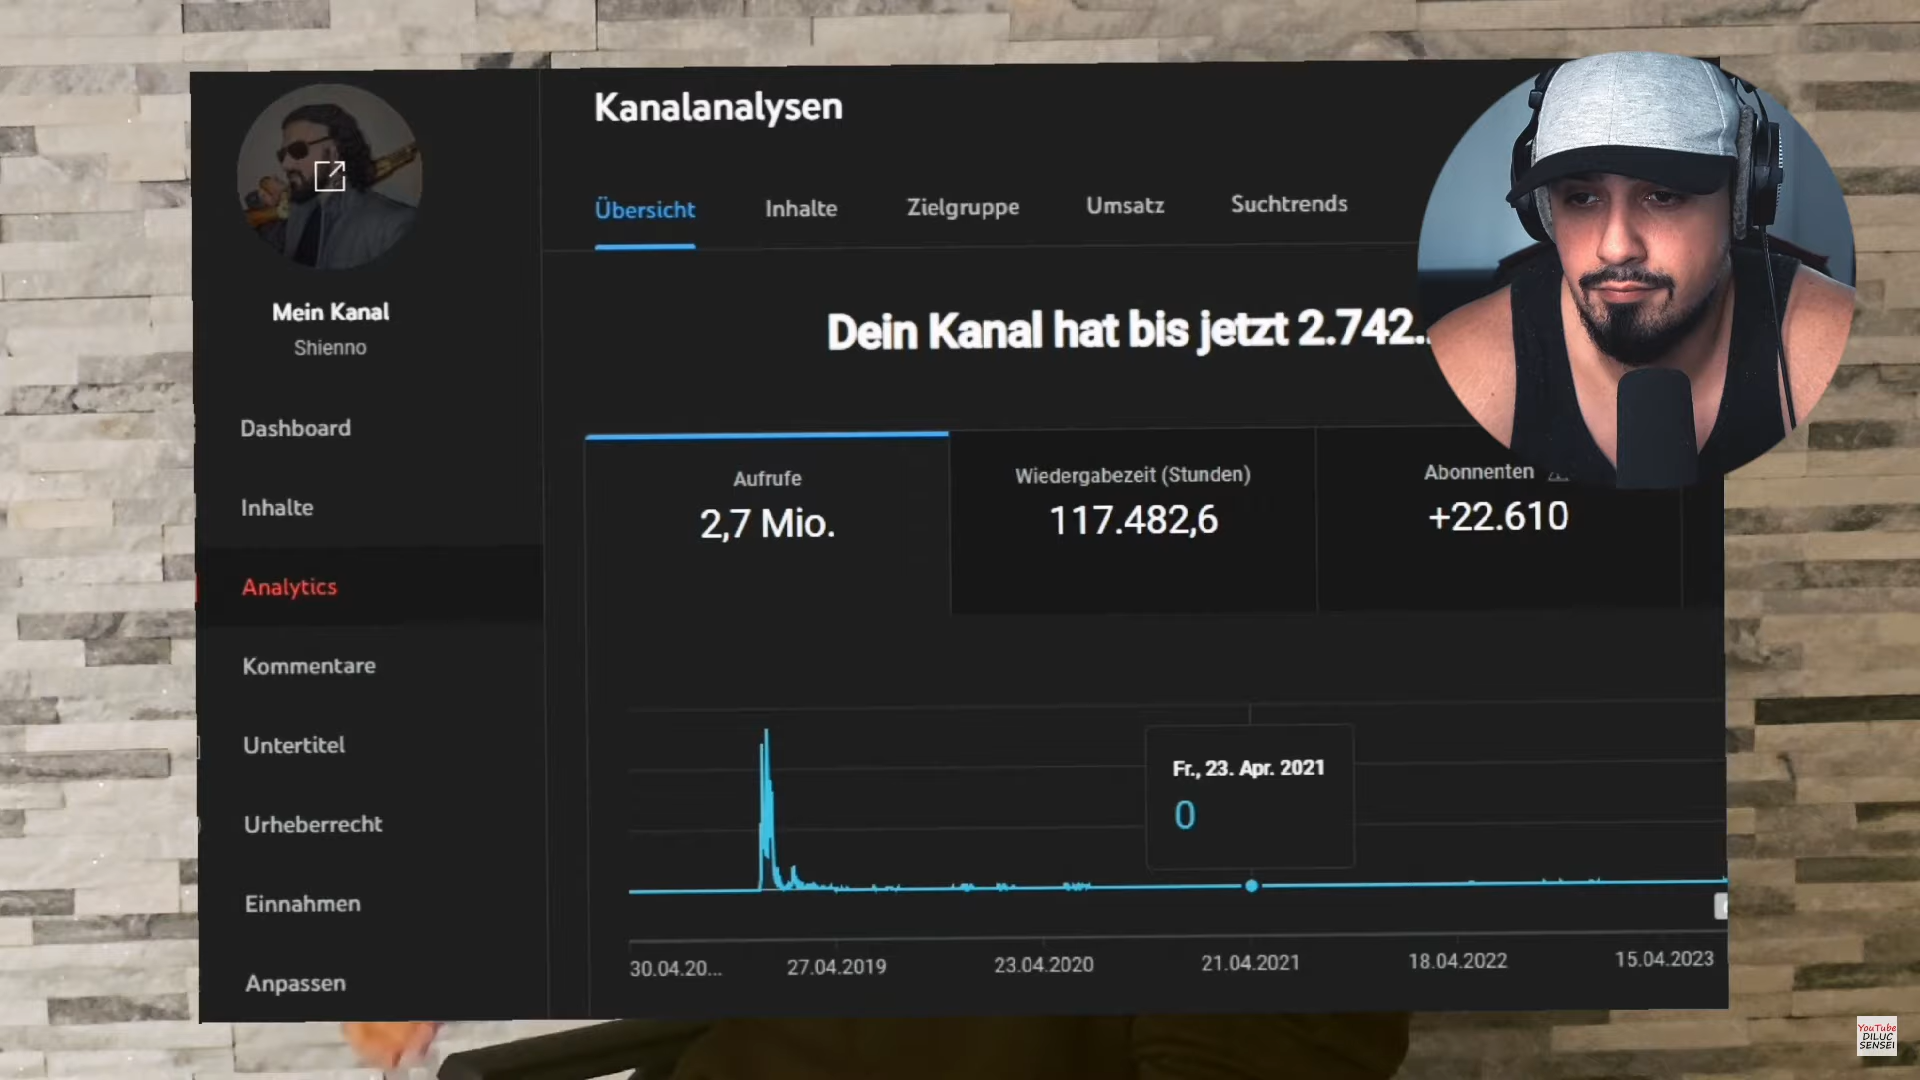 Kanalanalysen
Übersicht
Inhalte
Zielgruppe
Umsatz
Suchtrends
Mein Kanal
Shienno
Dashboard
Inhalte
Analytics
Kommentare
Untertitel
Urheberrecht
Einnahmen
Anpassen
Dein Kanal hat bis jetzt 2.742..
Aufrufe
2,7 Mio.
Wiedergabezeit (Stunden)
117.482,6
Abonnenten
+22.610
Fr., 23. Apr. 2021
0
30.04.20...
27.04.2019
23.04.2020
21.04.2021
18.04.2022
15.04.2023
YouTube
DILUC
SENSEI